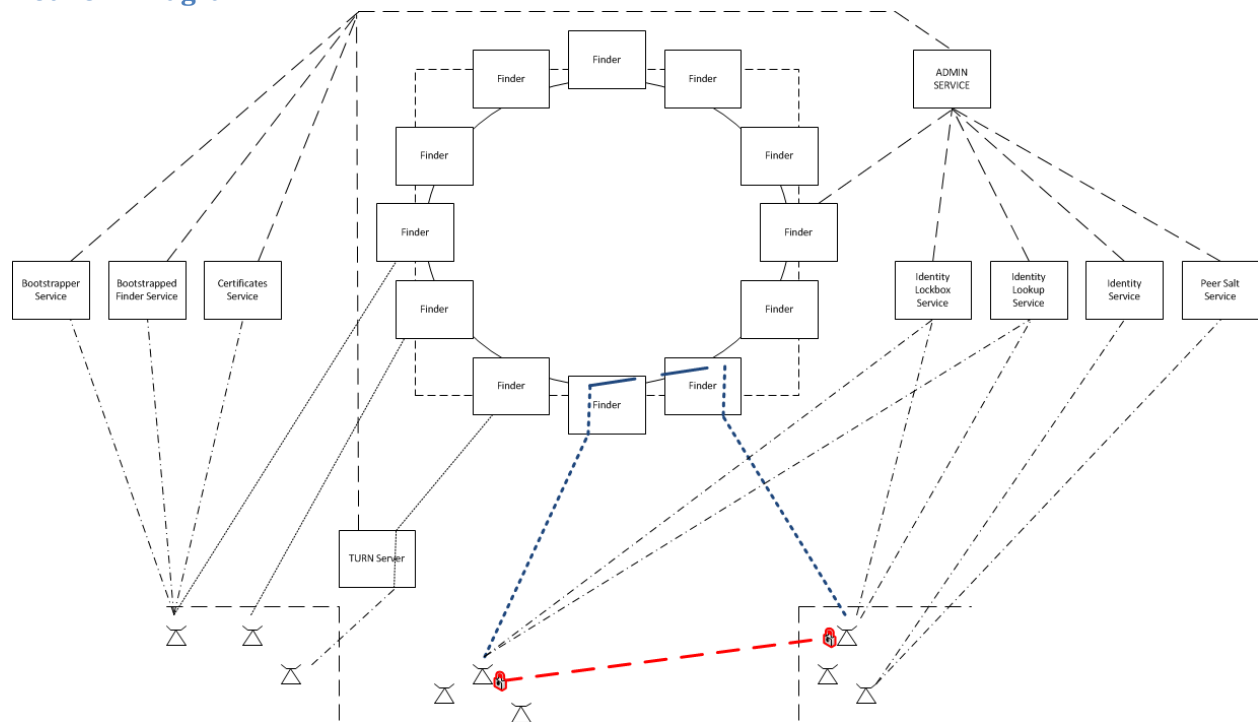 Finder
Finder
Finder
ADMIN
SERVICE
Finder
Finder
Finder
Finder
Bootstrapper
Service
Bootstrapped
Finder Service
Certificates
Service
Identity
Lockbox
Service
Identity
Lookup
Service
Identity
Service
Peer Salt
Service
Finder
Finder
Finder
Finder
Finder
TURN Server